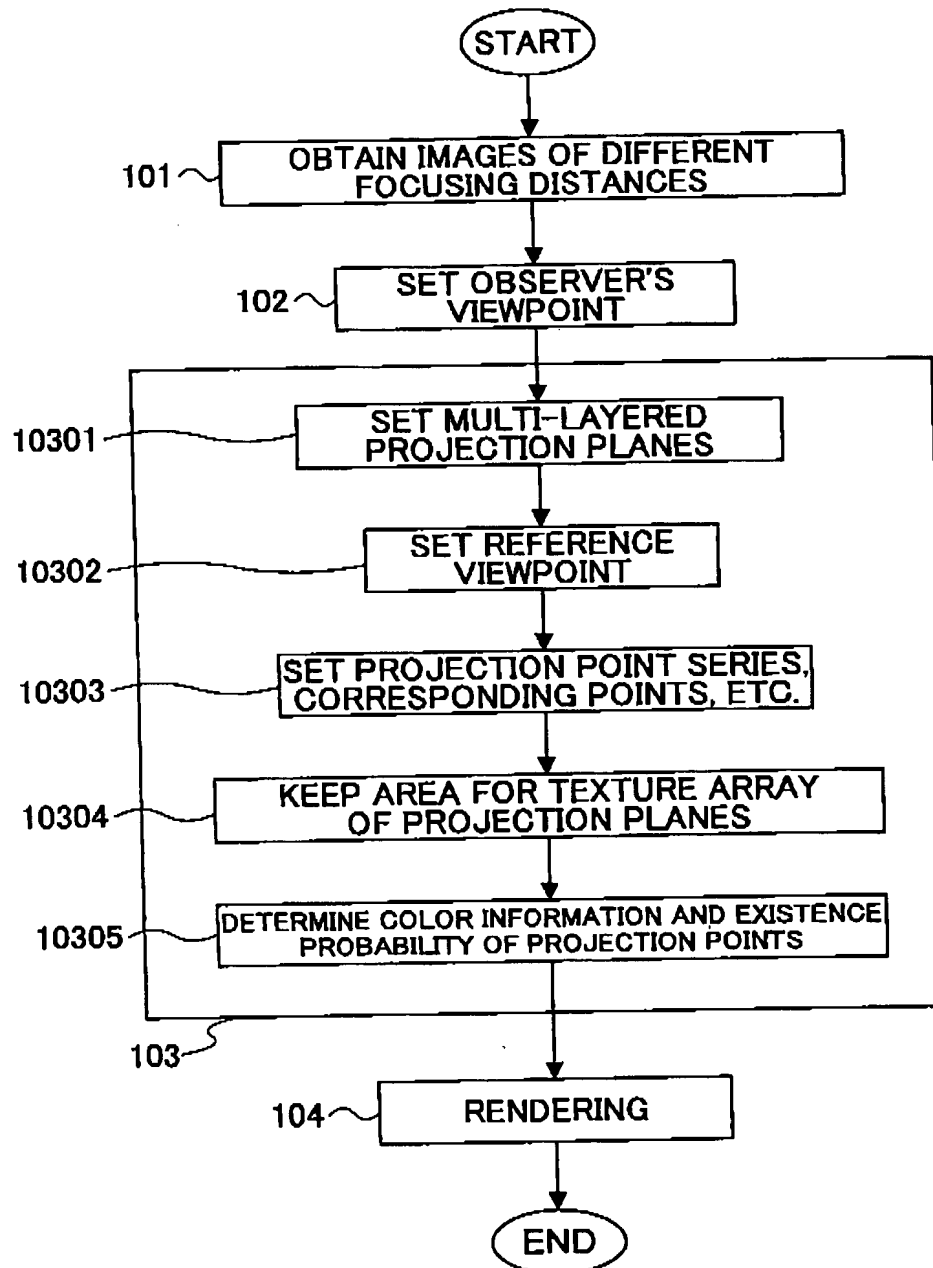 START
101
OBTAIN IMAGES OF DIFFERENT
FOCUSING DISTANCES
102
SET OBSERVER'S
VIEWPOINT
10301
SET MULTI-LAYERED
PROJECTION PLANES
10302
SET REFERENCE
VIEWPOINT
10303
SET PROJECTION POINT SERIES,
CORRESPONDING POINTS, ETC.
10304
KEEP AREA FOR TEXTURE ARRAY
OF PROJECTION PLANES
10305
DETERMINE COLOR INFORMATION AND EXISTENCE
PROBABILITY OF PROJECTION POINTS
103
104
RENDERING
END